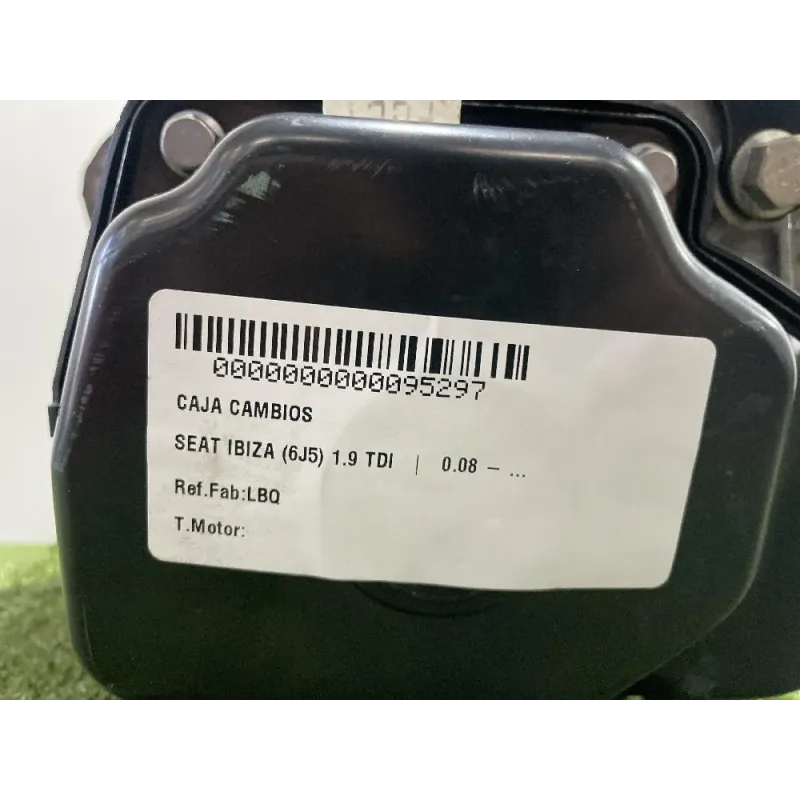 0000000000095297
CAJA CAMBIOS
SEAT IBIZA (6J5) 1.9 TDI | 0.08 – ...
Ref.Fab:LBQ
T.Motor: